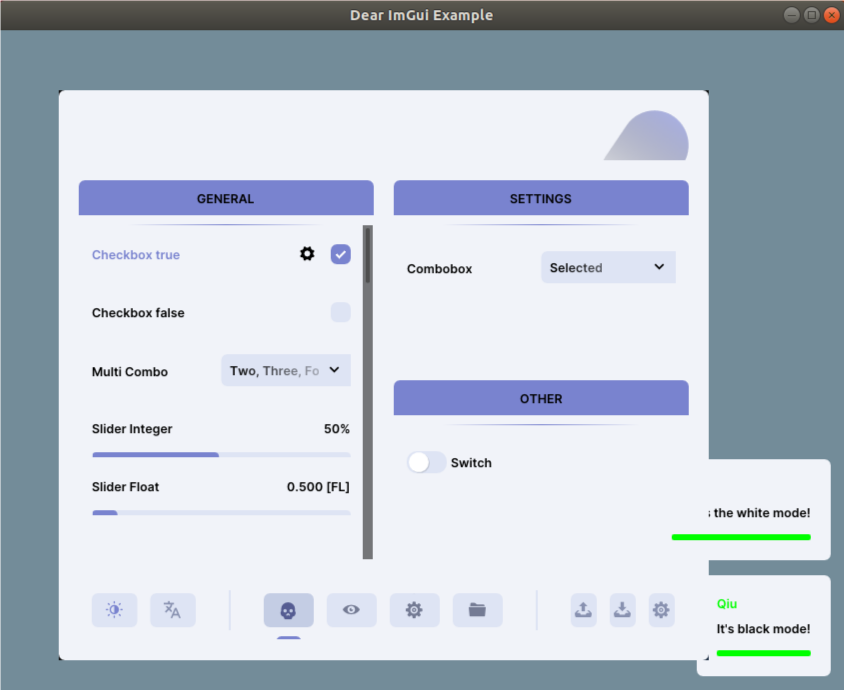 Dear ImGui Example
GENERAL
Checkbox true
Checkbox false
Multi Combo
Two, Three, Fo
Slider Integer
50%
Slider Float
0.500 [FL]
SETTINGS
Combobox
Selected
OTHER
Switch
the white mode!
Qiu
It's black mode!